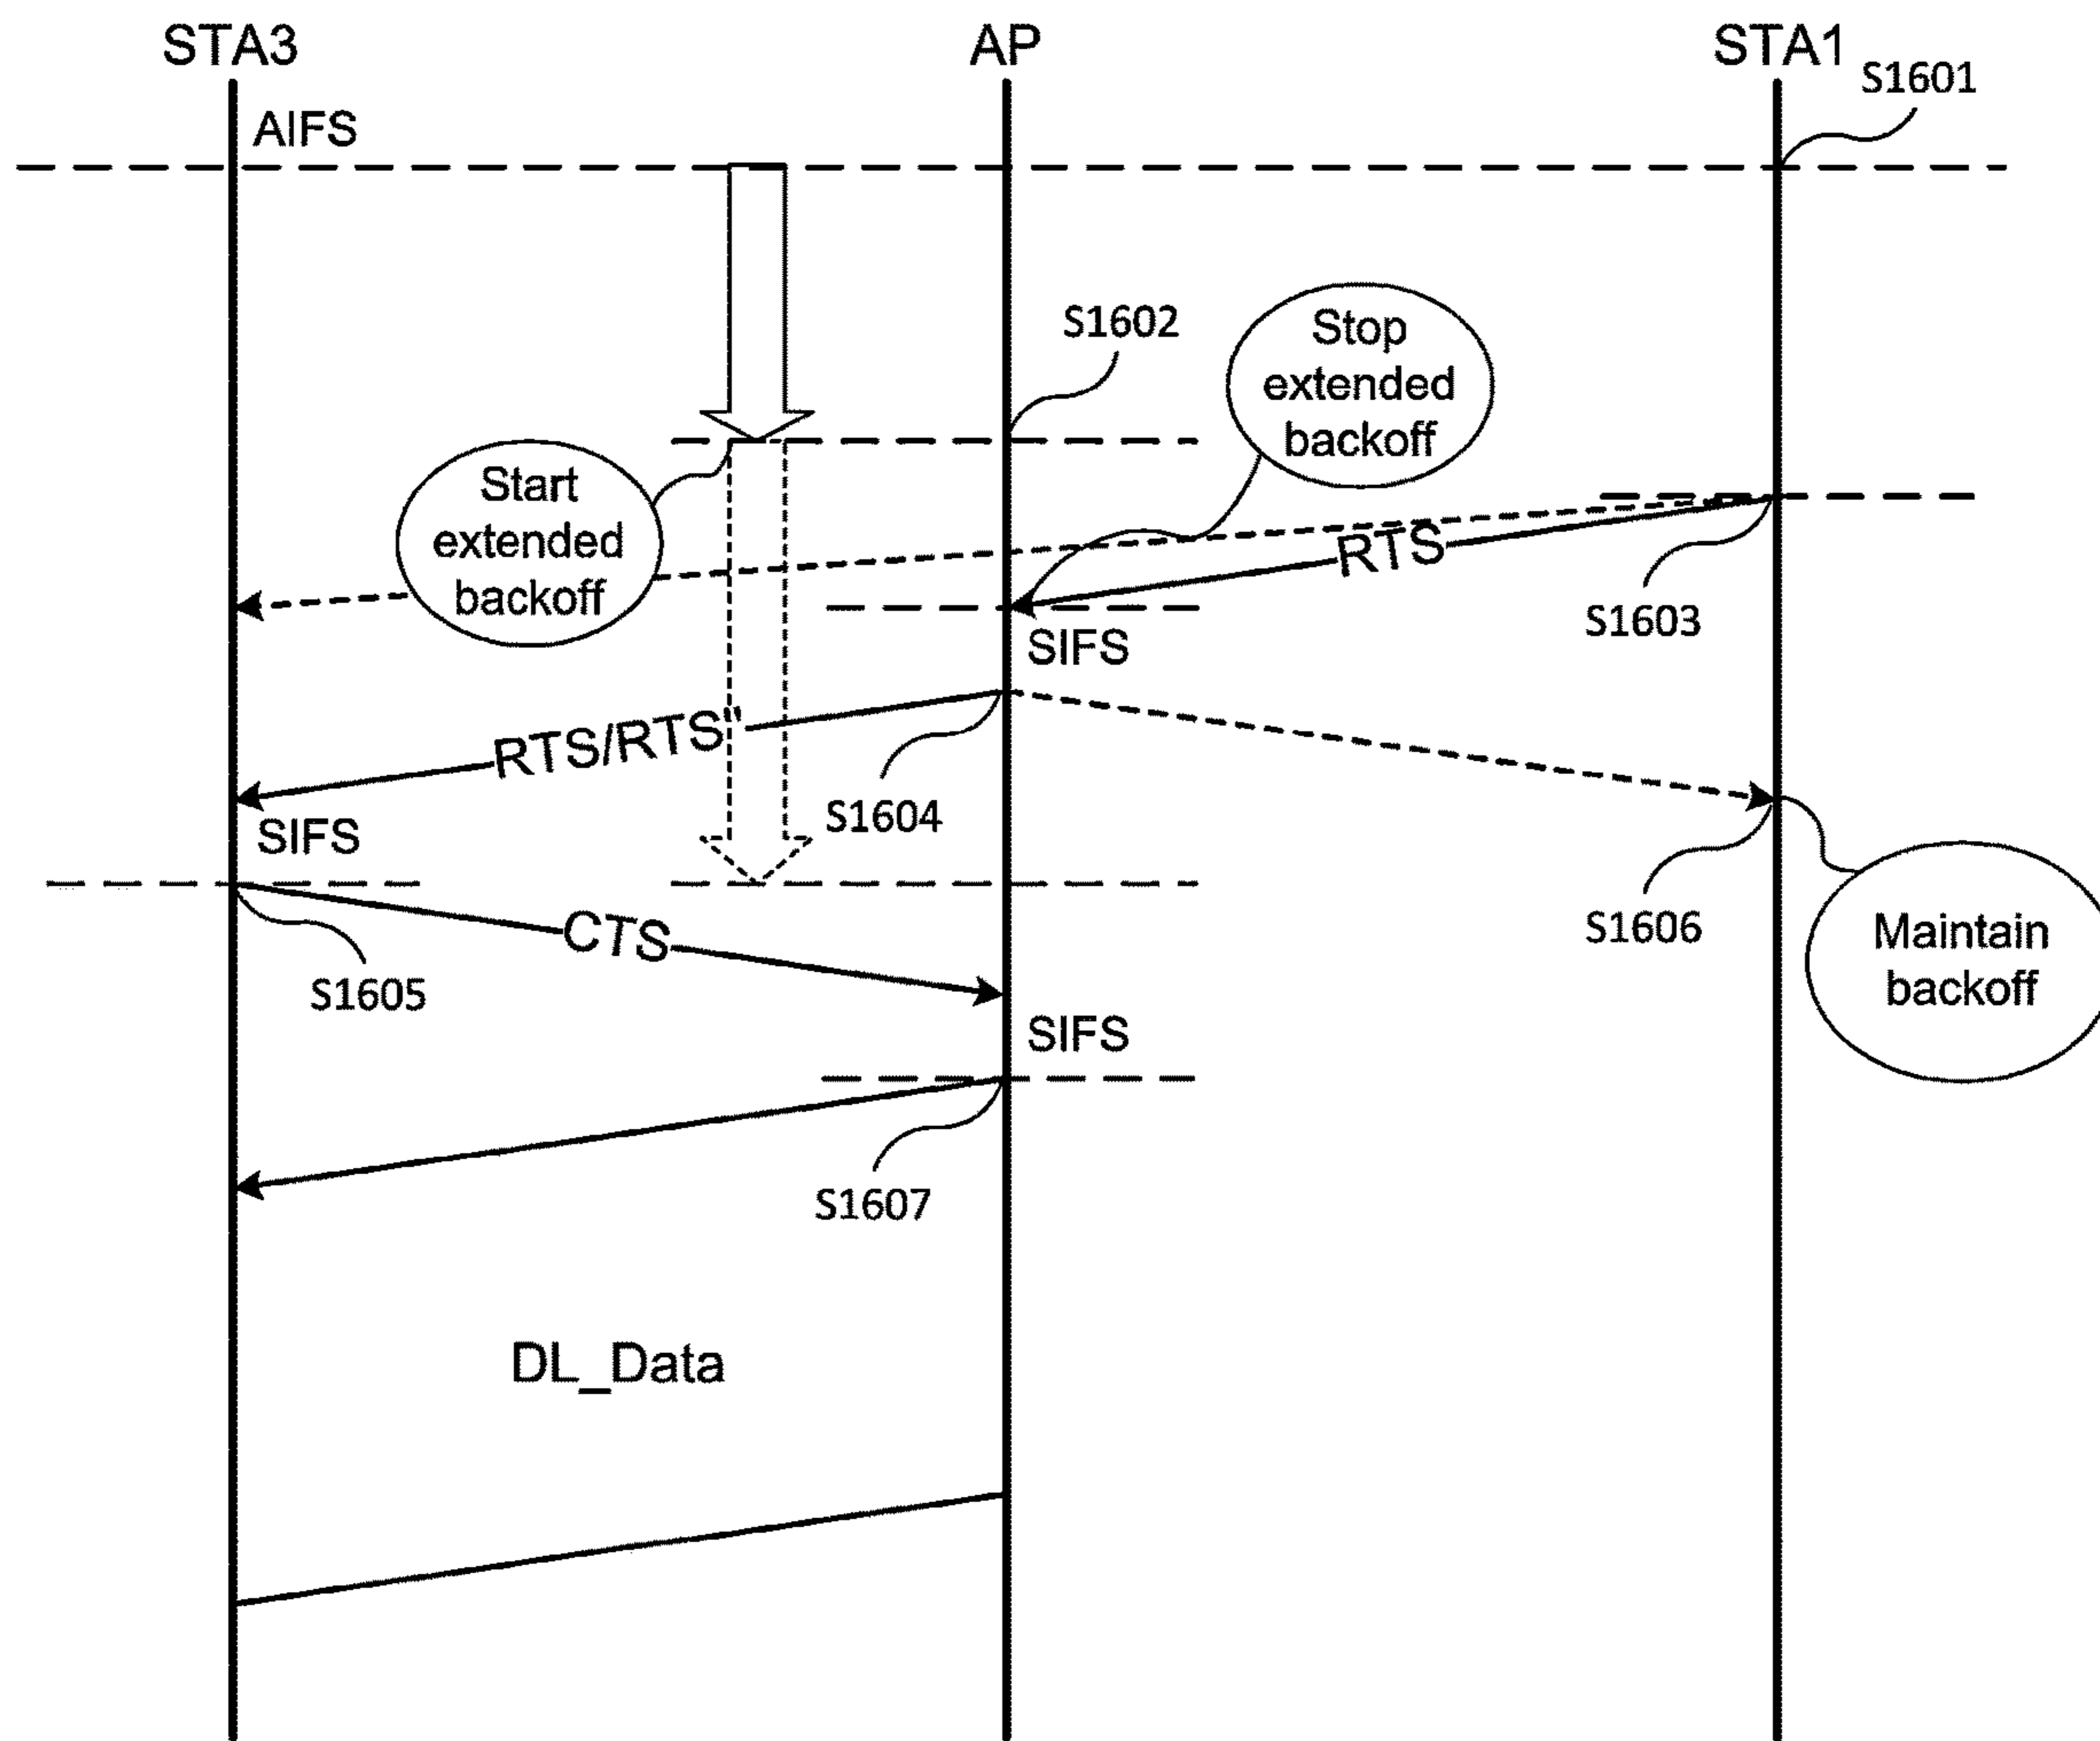 STA3
AP
STA1
S1601
AIFS
S1602
Stop
extended
backoff
Start
extended
backoff
RTS
S1603
SIFS
RTS/RTS"
S1604
SIFS
S1606
CTS
S1605
Maintain
backoff
SIFS
S1607
DL_Data